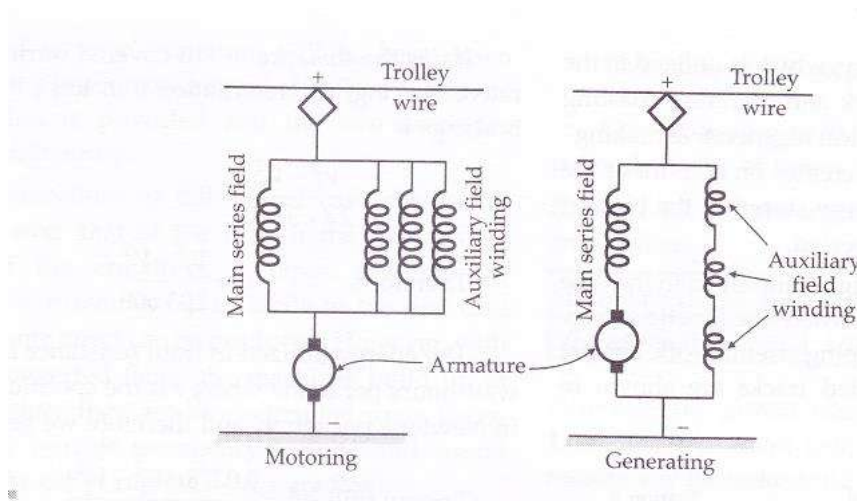 +
Trolley
wire
Main series field
Auxiliary field
winding
Armature
−
Motoring
+
Trolley
wire
Main series field
Auxiliary
field
winding
−
Generating